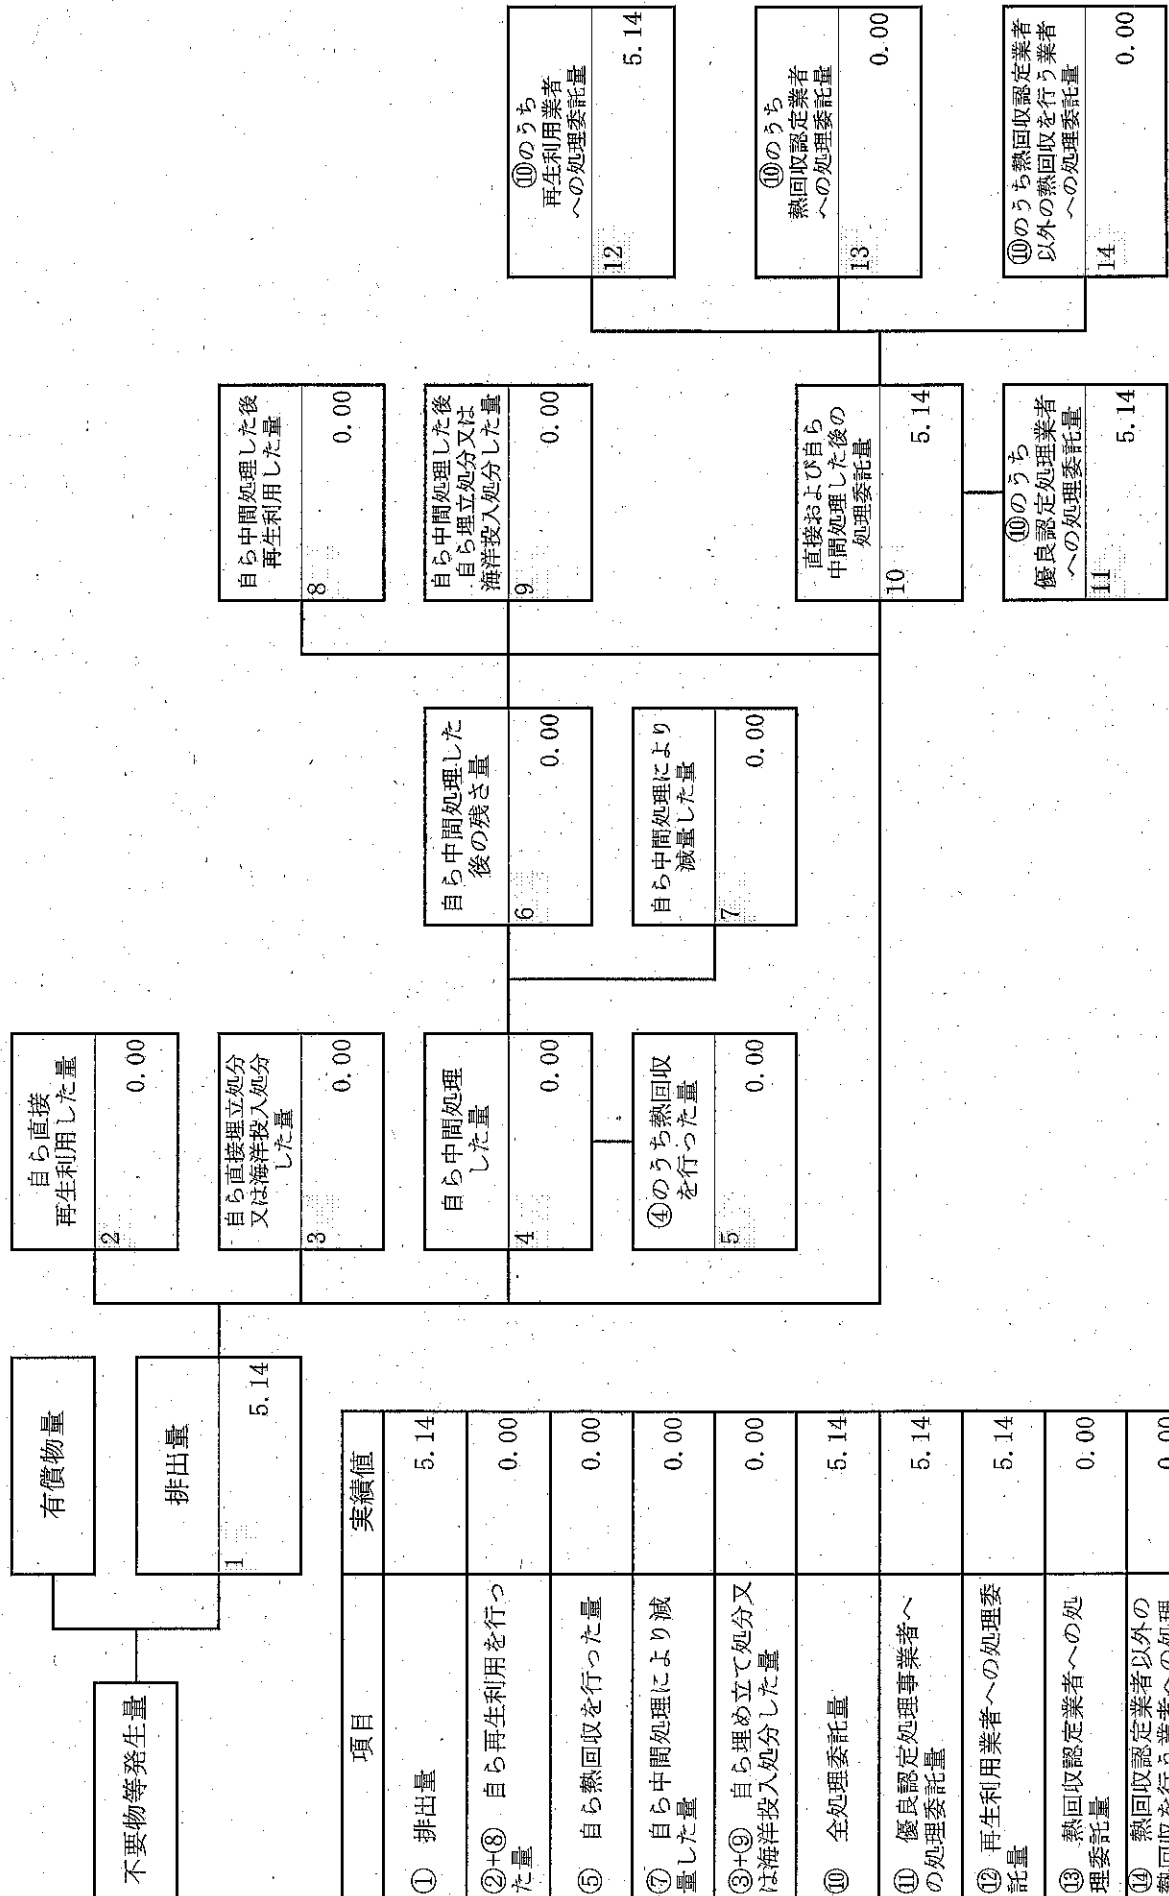 不要物等発生量
有償物量
排出量
1
5.14
自ら直接
再生利用した量
2
0.00
自ら直接埋立処分
又は海洋投入処分
した量
3
0.00
自ら中間処理
した量
4
0.00
④のうち熱回収
を行った量
5
0.00
自ら中間処理した
後の残さ量
6
0.00
自ら中間処理により
減量した量
7
0.00
自ら中間処理した後
再生利用した量
8
0.00
自ら中間処理した後
自ら埋立処分又は
海洋投入処分した量
9
0.00
直接および自ら
中間処理した後の
処理委託量
10
5.14
⑩のうち
優良認定処理業者
への処理委託量
11
5.14
⑩のうち
再生利用業者
への処理委託量
12
5.14
⑩のうち
熱回収認定業者
への処理委託量
13
0.00
⑩のうち熱回収認定業者
以外の熱回収を行う業者
への処理委託量
14
0.00
項目 実績値
① 排出量 5.14
②+⑧ 自ら再生利用を行っ
た量 0.00
⑤ 自ら熱回収を行った量 0.00
⑦ 自ら中間処理により減
量した量 0.00
③+⑨ 自ら埋め立て処分又
は海洋投入処分した量 0.00
⑩ 全処理委託量 5.14
⑪ 優良認定処理事業者へ
の処理委託量 5.14
⑫ 再生利用業者への処理委
託量 5.14
⑬ 熱回収認定業者への処
理委託量 0.00
⑭ 熱回収認定業者以外の
熱回収を行う業者への処理
0.00